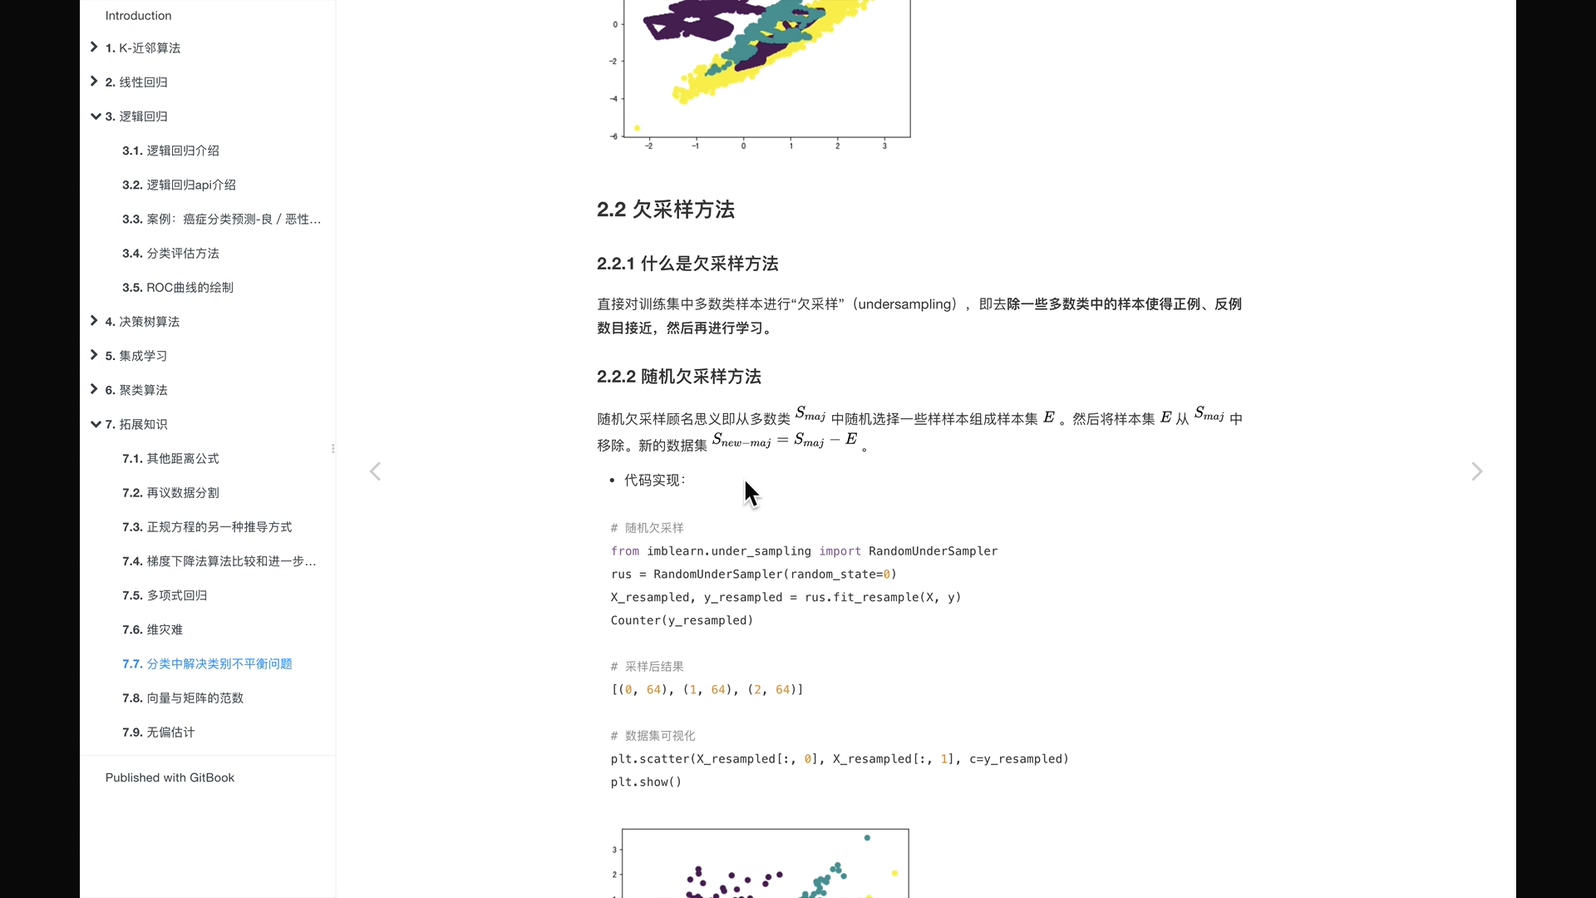 Introduction
1. K-近邻算法
2. 线性回归
3. 逻辑回归
3.1. 逻辑回归介绍
3.2. 逻辑回归api介绍
3.3. 案例：癌症分类预测-良 / 恶性...
3.4. 分类评估方法
3.5. ROC曲线的绘制
4. 决策树算法
5. 集成学习
6. 聚类算法
7. 拓展知识
7.1. 其他距离公式
7.2. 再议数据分割
7.3. 正规方程的另一种推导方式
7.4. 梯度下降法算法比较和进一步...
7.5. 多项式回归
7.6. 维灾难
7.7. 分类中解决类别不平衡问题
7.8. 向量与矩阵的范数
7.9. 无偏估计
Published with GitBook
0
-2
-4
-6
-2 -1 0 1 2 3
2.2 欠采样方法
2.2.1 什么是欠采样方法
直接对训练集中多数类样本进行“欠采样”（undersampling），即去除一些多数类中的样本使得正例、反例
数目接近，然后再进行学习。
2.2.2 随机欠采样方法
随机欠采样顾名思义即从多数类 S_maj 中随机选择一些样样本组成样本集 E 。然后将样本集 E 从 S_maj 中
移除。新的数据集 S_new-maj = S_maj − E 。
• 代码实现：
# 随机欠采样
from imblearn.under_sampling import RandomUnderSampler
rus = RandomUnderSampler(random_state=0)
X_resampled, y_resampled = rus.fit_resample(X, y)
Counter(y_resampled)
# 采样后结果
[(0, 64), (1, 64), (2, 64)]
# 数据集可视化
plt.scatter(X_resampled[:, 0], X_resampled[:, 1], c=y_resampled)
plt.show()
3
2